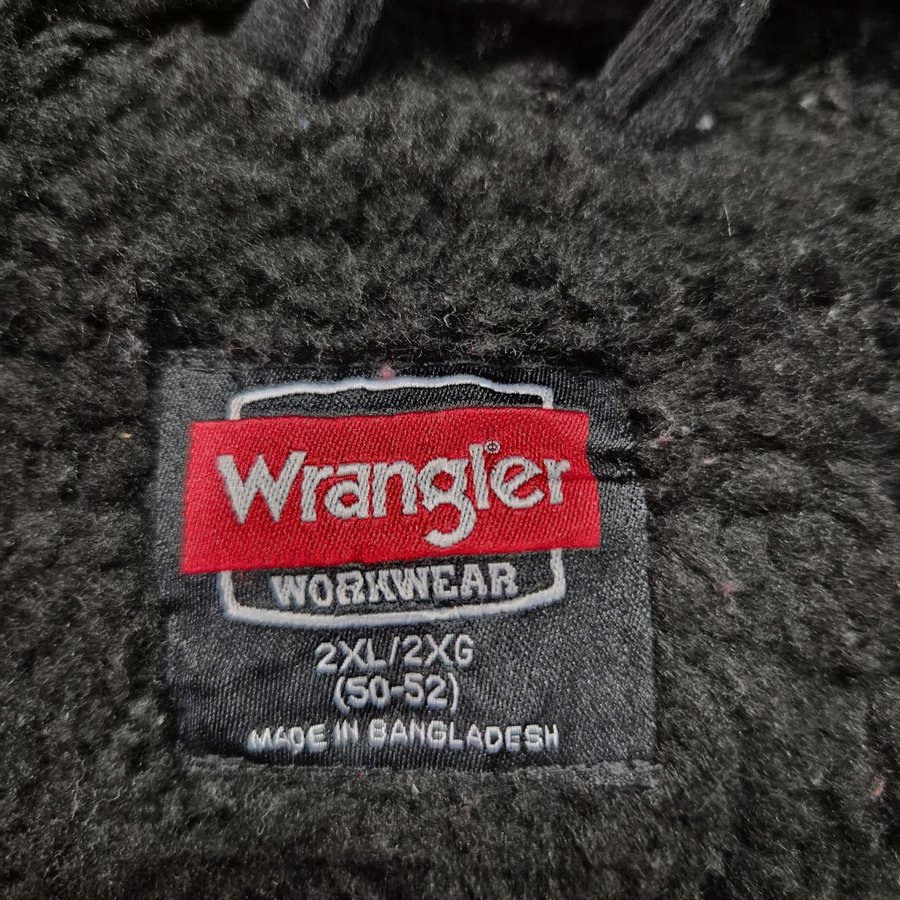 Wrangler®
WORKWEAR
2XL/2XG
(50-52)
MADE IN BANGLADESH